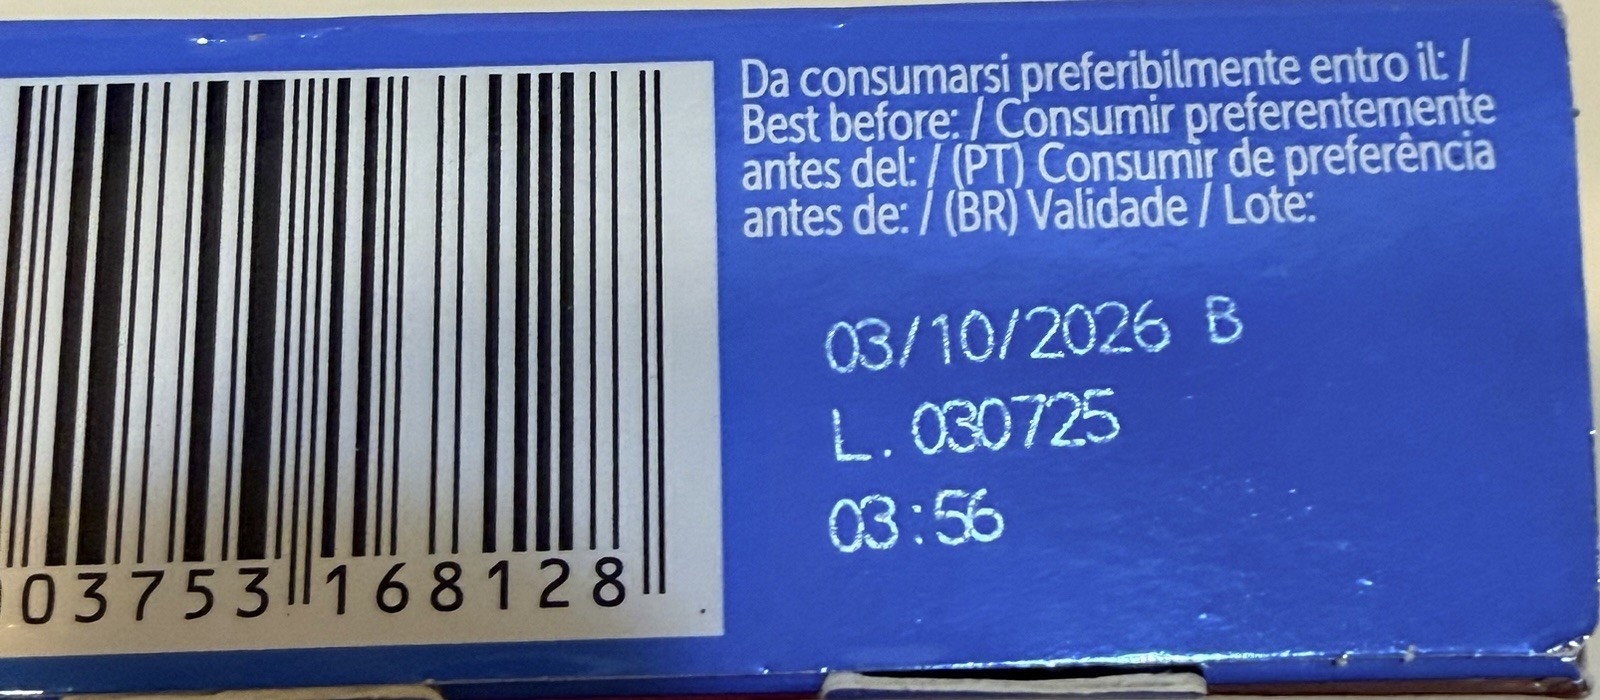 Da consumarsi preferibilmente entro il: /
Best before: / Consumir preferentemente
antes del: / (PT) Consumir de preferência
antes de: / (BR) Validade / Lote:
03/10/2026 B
L. 030725
03:56
03753 168128